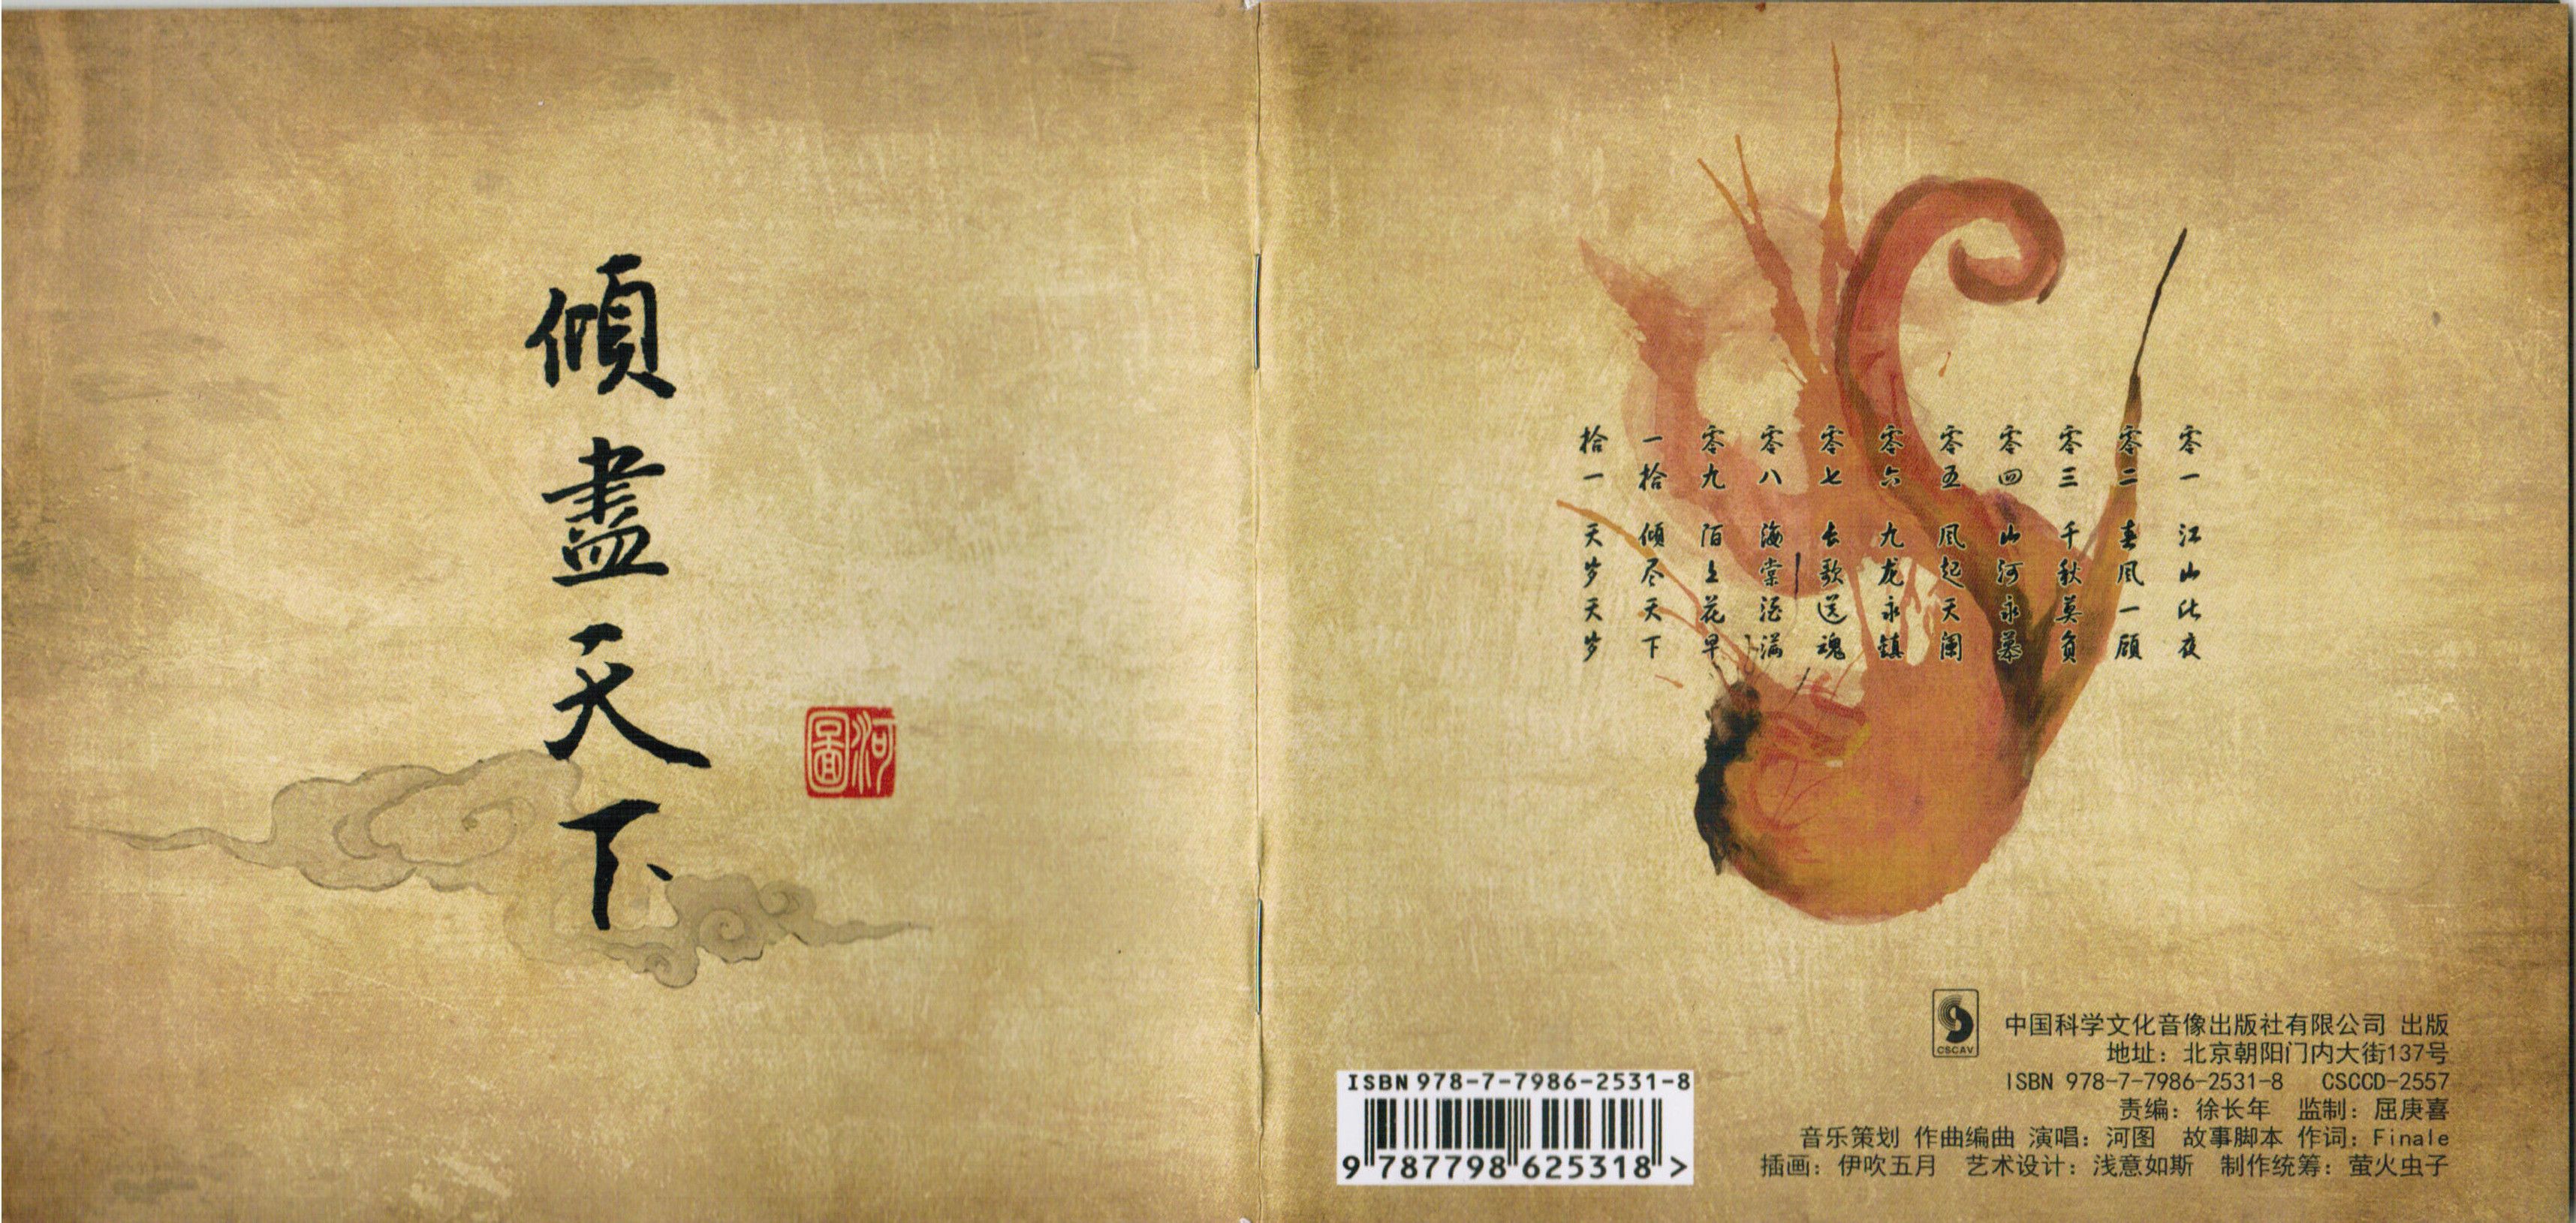 傾盡天下
河圖
零一 江山此夜
零二 春风一顾
零三 千秋莫负
零四 山河永慕
零五 风起天阑
零六 九龙永镇
零七 长歌送魂
零八 海棠酒满
零九 陌上花早
一拾 倾尽天下
拾一 天岁天岁
CSCAV
中国科学文化音像出版社有限公司 出版
地址：北京朝阳门内大街137号
ISBN 978-7-7986-2531-8 CSCCD-2557
责编：徐长年 监制：屈庚喜
音乐策划 作曲编曲 演唱：河图 故事脚本 作词：Finale
插画：伊吹五月 艺术设计：浅意如斯 制作统筹：萤火虫子
ISBN 978-7-7986-2531-8
9 787798 625318 >